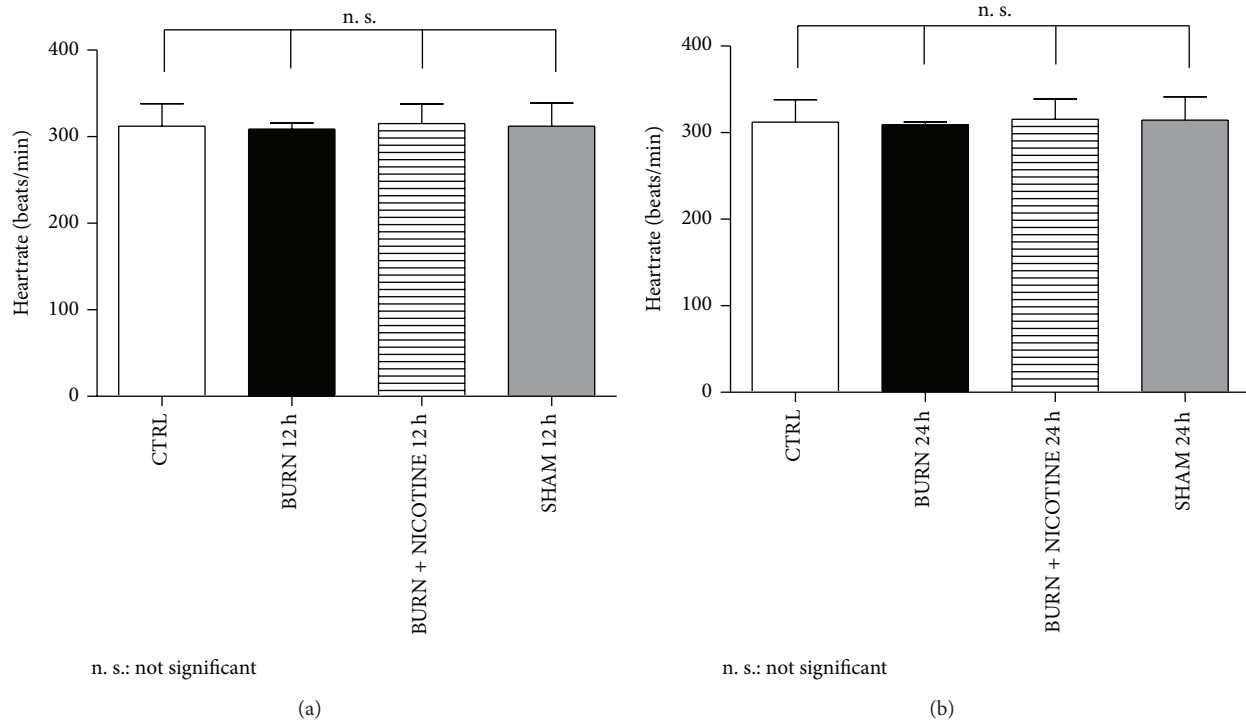 n. s.
400
300
200
100
0
Heartrate (beats/min)
CTRL
BURN 12 h
BURN + NICOTINE 12 h
SHAM 12 h
n. s.: not significant
(a)
n. s.
400
300
200
100
0
Heartrate (beats/min)
CTRL
BURN 24 h
BURN + NICOTINE 24 h
SHAM 24 h
n. s.: not significant
(b)